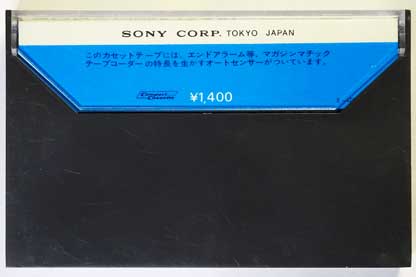 SONY CORP. TOKYO JAPAN
このカセットテープには、エンドアラーム等、マガジンマチック
テープコーダーの特長を生かすオートセンサーがついています。
Compact Cassette
¥1,400